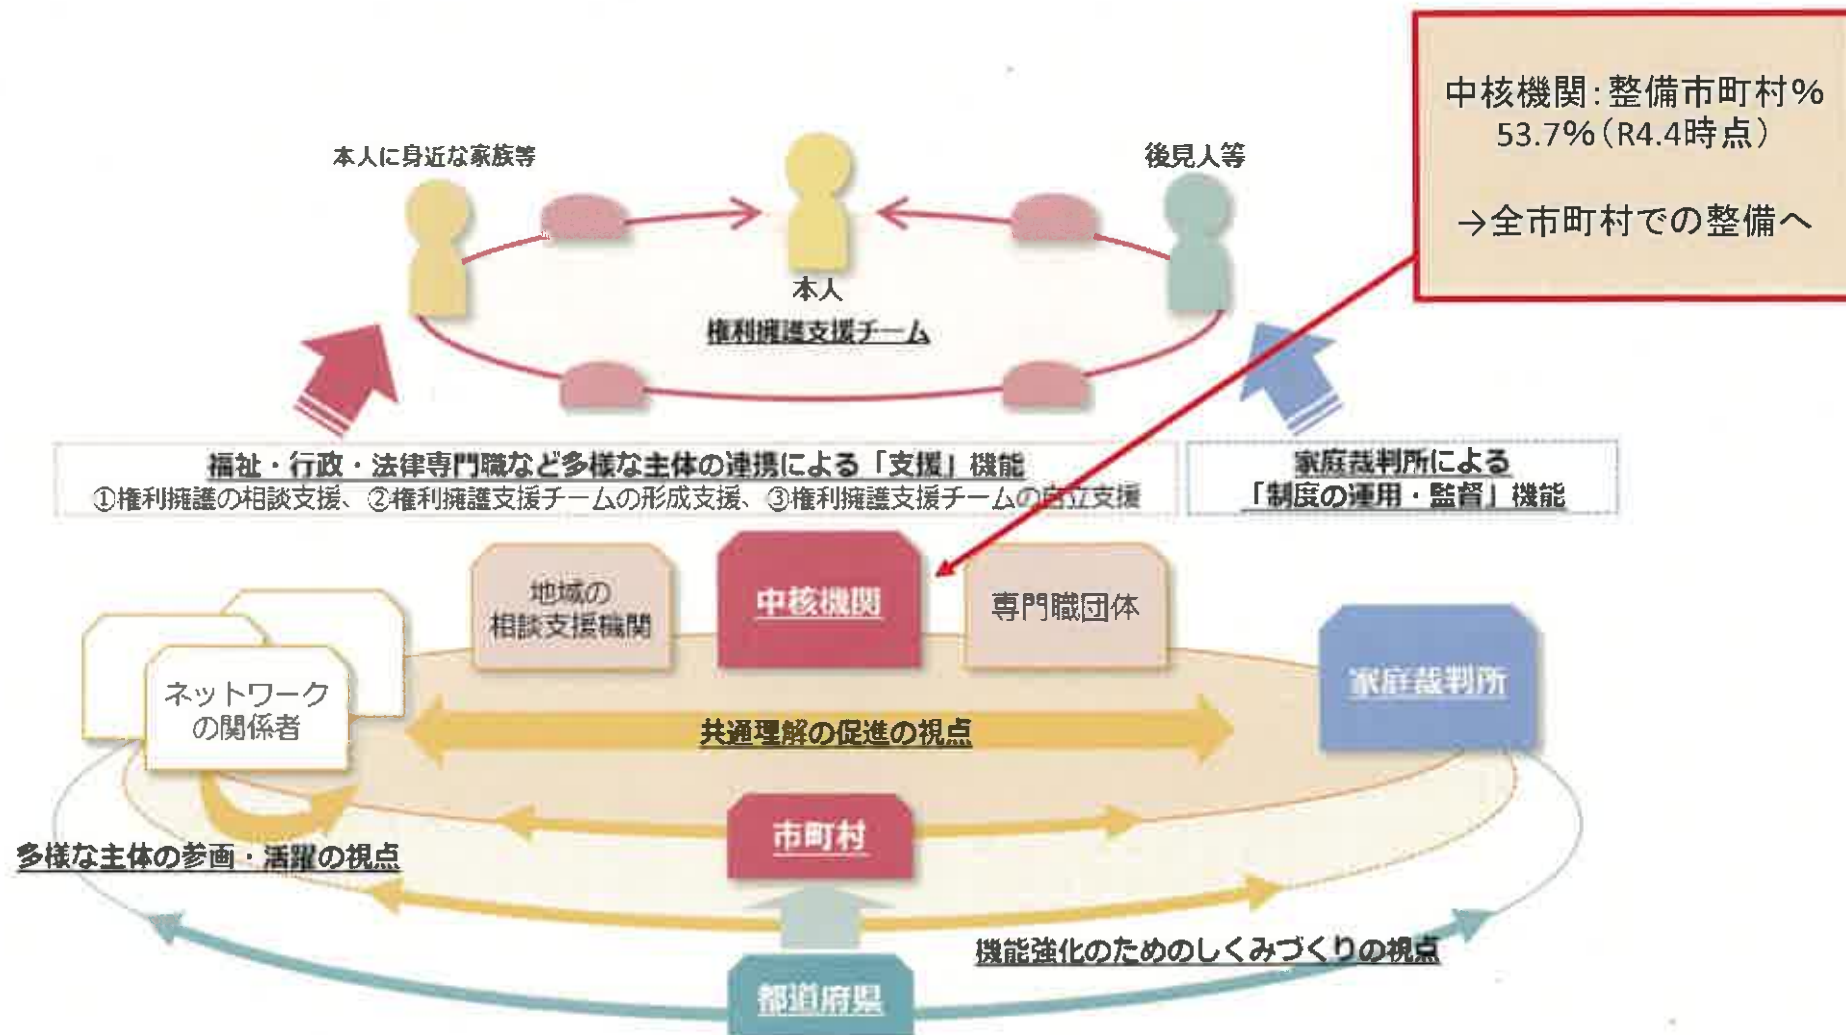 中核機関：整備市町村％
53.7％（R4.4時点）
→全市町村での整備へ
本人に身近な家族等
後見人等
本人
権利擁護支援チーム
福祉・行政・法律専門職など多様な主体の連携による「支援」機能
①権利擁護の相談支援、②権利擁護支援チームの形成支援、③権利擁護支援チームの自立支援
家庭裁判所による
「制度の運用・監督」機能
地域の
相談支援機関
中核機関
専門職団体
家庭裁判所
ネットワーク
の関係者
共通理解の促進の視点
市町村
多様な主体の参画・活躍の視点
機能強化のためのしくみづくりの視点
都道府県